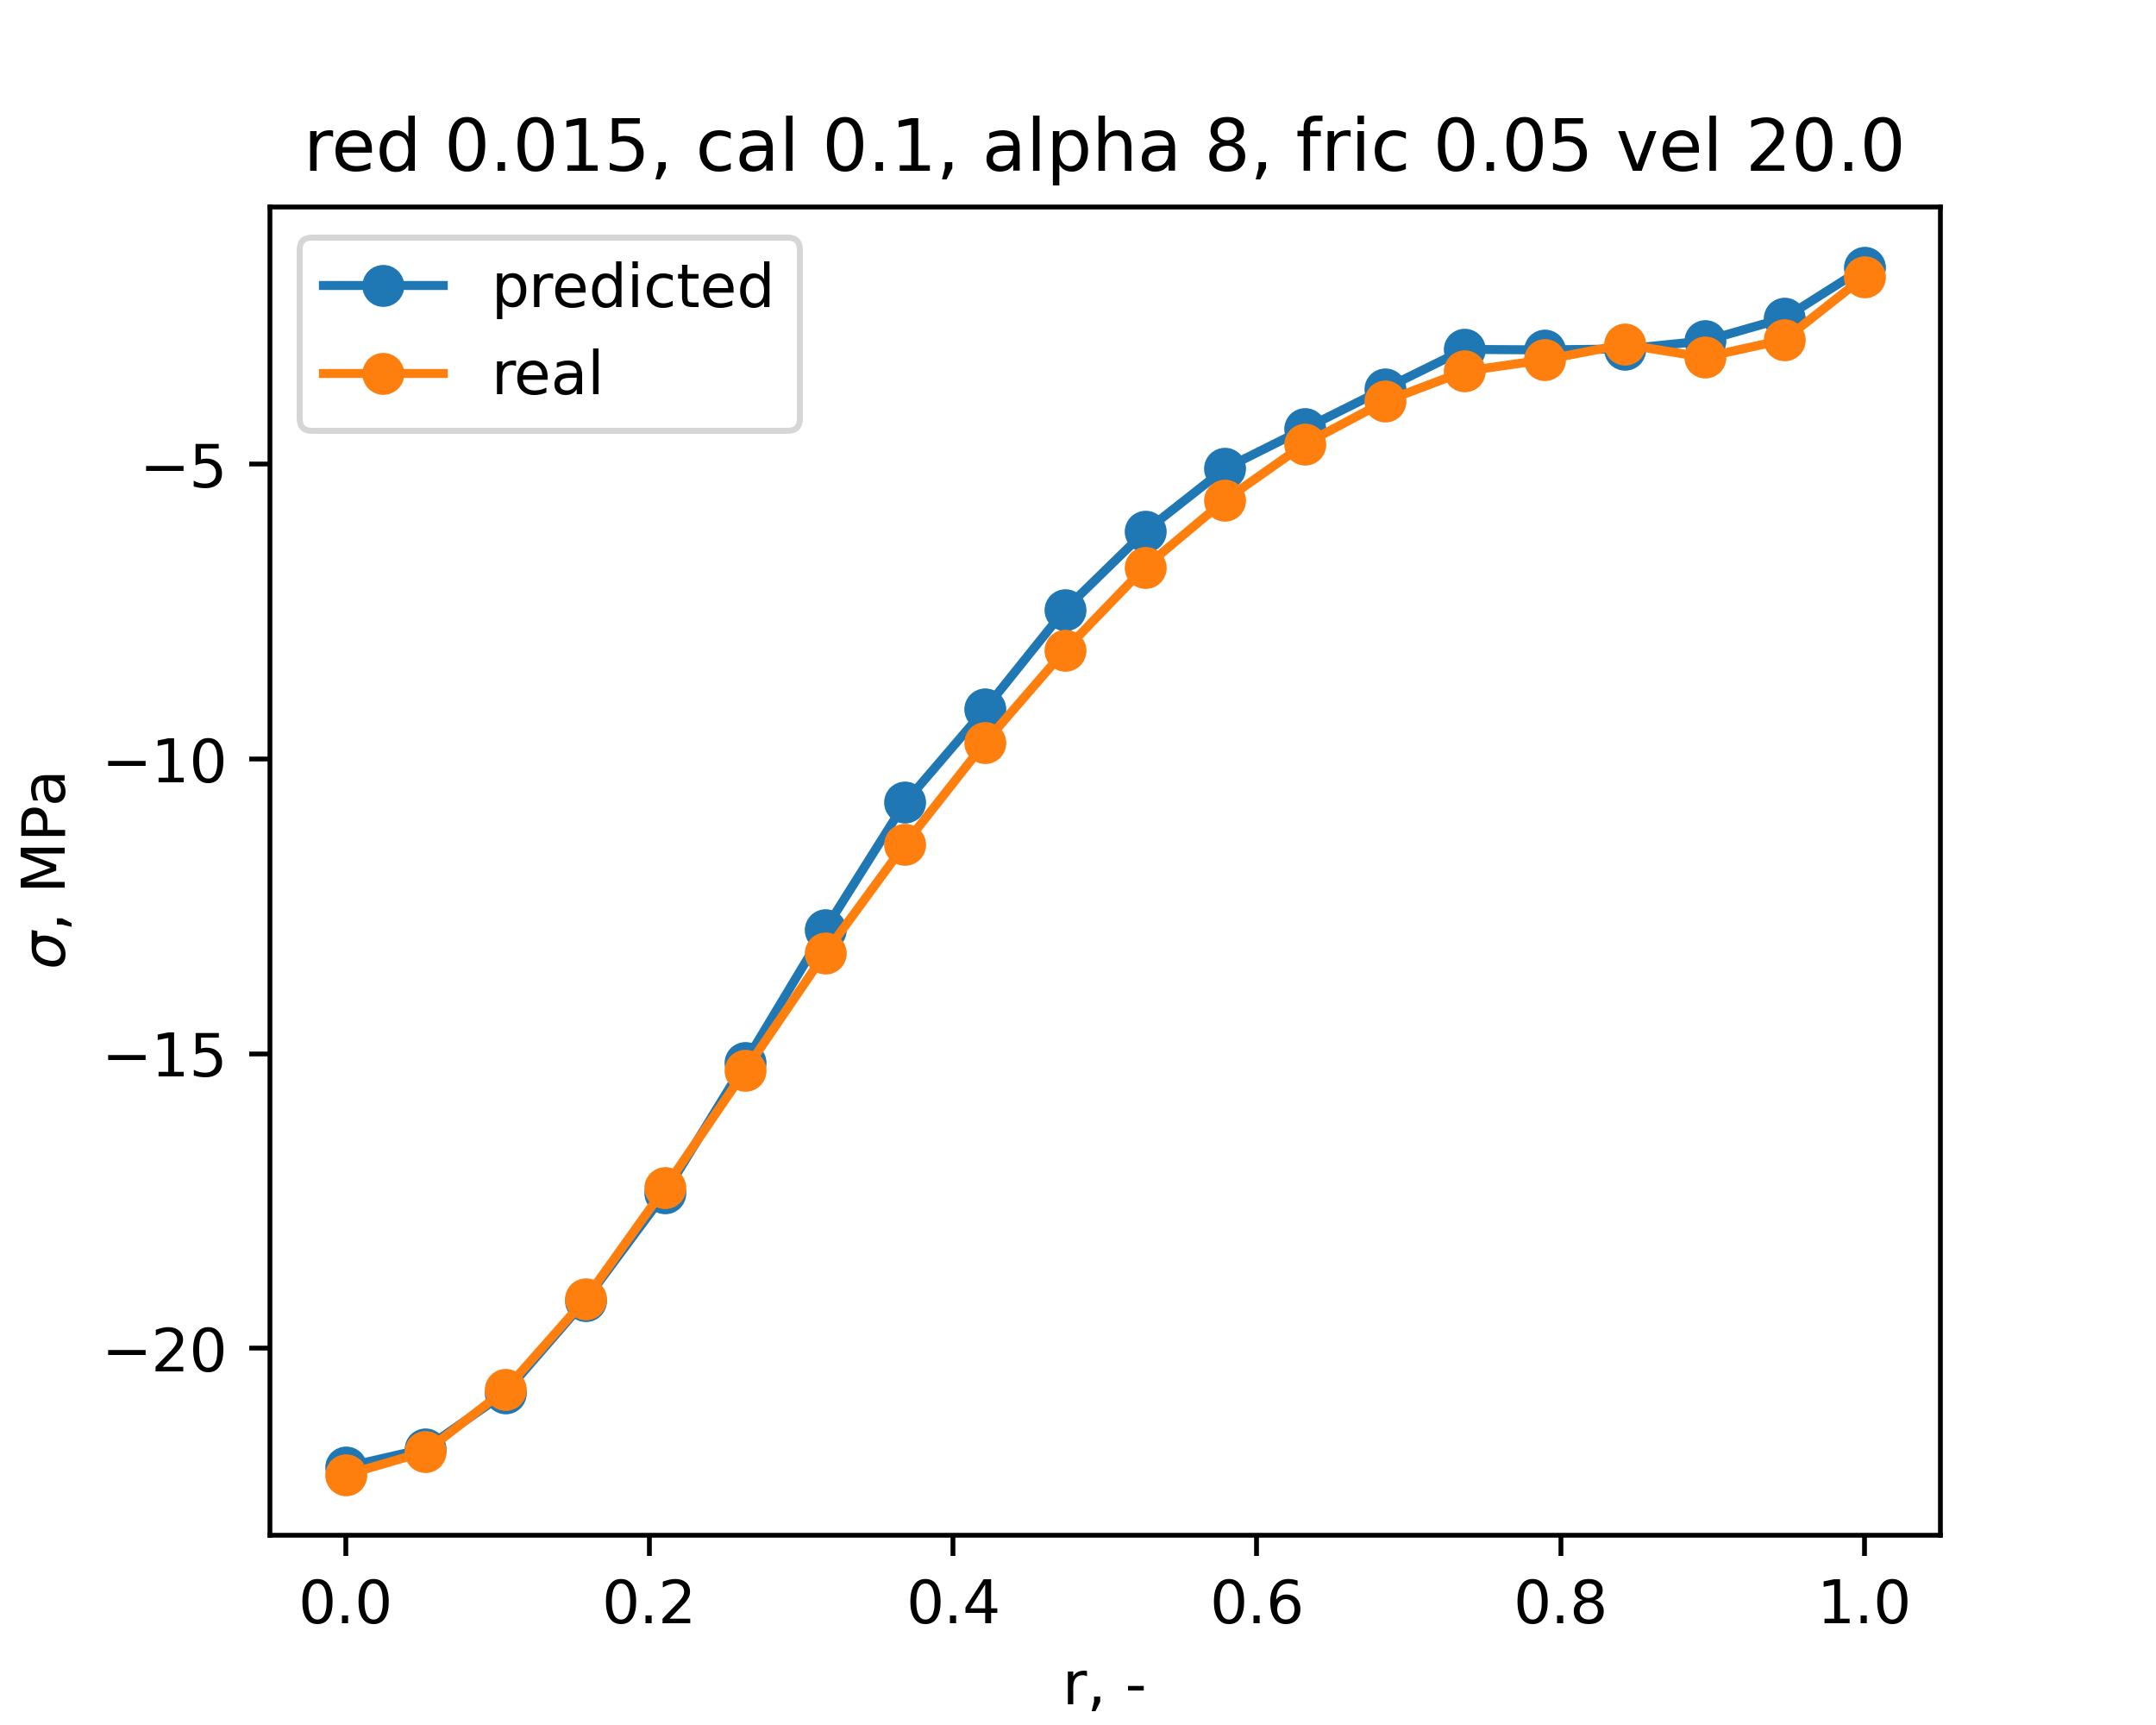 red 0.015, cal 0.1, alpha 8, fric 0.05 vel 20.0
predicted
real
−5
−10
−15
−20
σ, MPa
0.0 0.2 0.4 0.6 0.8 1.0
r, -